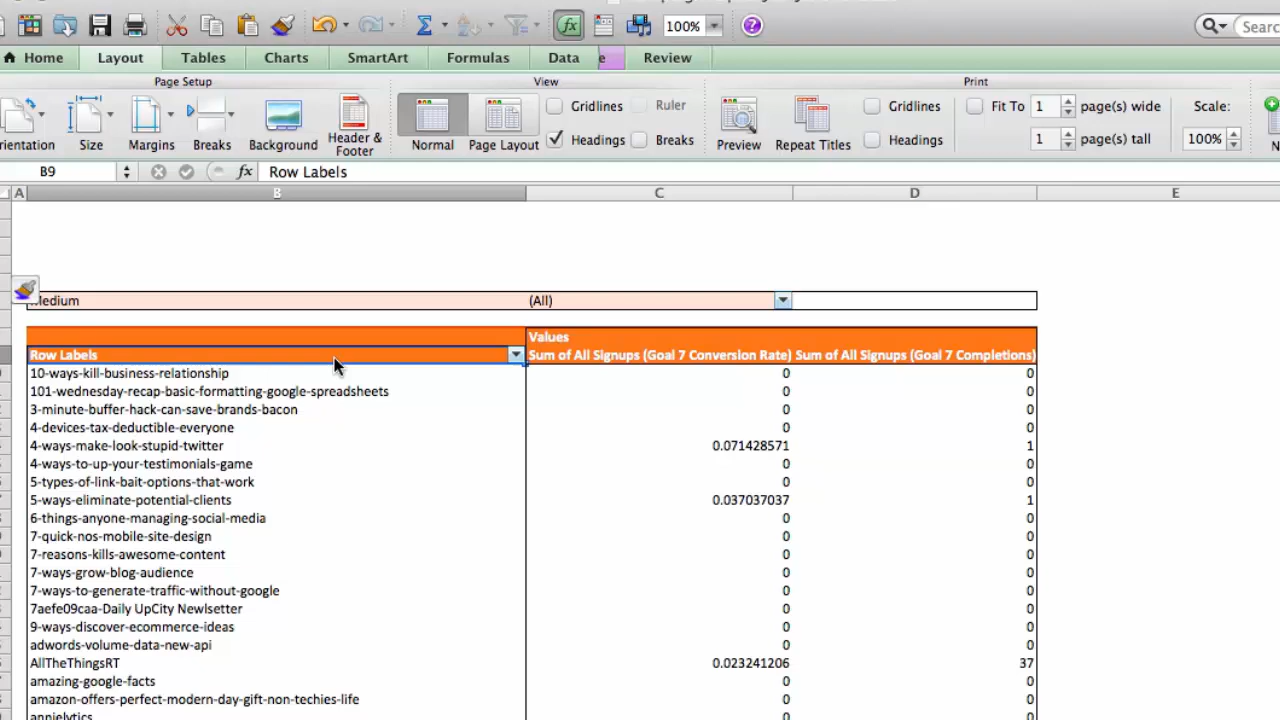 100%
Searc
Home
Layout
Tables
Charts
SmartArt
Formulas
Data
e
Review
Page Setup
View
Print
rientation
Size
Margins
Breaks
Background
Header &
Footer
Normal
Page Layout
Gridlines
Ruler
Headings
Breaks
Preview
Repeat Titles
Gridlines
Headings
Fit To 1 page(s) wide
1 page(s) tall
Scale:
100%
B9
fx
Row Labels
A B C D E
edium (All)
Values
Row Labels Sum of All Signups (Goal 7 Conversion Rate) Sum of All Signups (Goal 7 Completions)
10-ways-kill-business-relationship 0 0
101-wednesday-recap-basic-formatting-google-spreadsheets 0 0
3-minute-buffer-hack-can-save-brands-bacon 0 0
4-devices-tax-deductible-everyone 0 0
4-ways-make-look-stupid-twitter 0.071428571 1
4-ways-to-up-your-testimonials-game 0 0
5-types-of-link-bait-options-that-work 0 0
5-ways-eliminate-potential-clients 0.037037037 1
6-things-anyone-managing-social-media 0 0
7-quick-nos-mobile-site-design 0 0
7-reasons-kills-awesome-content 0 0
7-ways-grow-blog-audience 0 0
7-ways-to-generate-traffic-without-google 0 0
7aefe09caa-Daily UpCity Newlsetter 0 0
9-ways-discover-ecommerce-ideas 0 0
adwords-volume-data-new-api 0 0
AllTheThingsRT 0.023241206 37
amazing-google-facts 0 0
amazon-offers-perfect-modern-day-gift-non-techies-life 0 0
annielytics 0 0